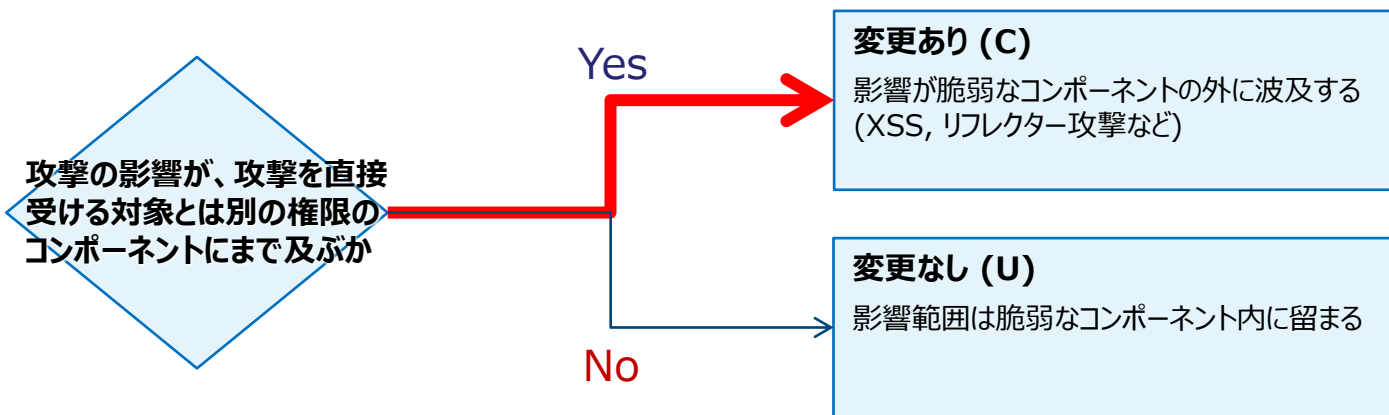 Yes
変更あり (C)
影響が脆弱なコンポーネントの外に波及する
(XSS, リフレクター攻撃など)
攻撃の影響が、攻撃を直接
受ける対象とは別の権限の
コンポーネントにまで及ぶか
変更なし (U)
影響範囲は脆弱なコンポーネント内に留まる
No